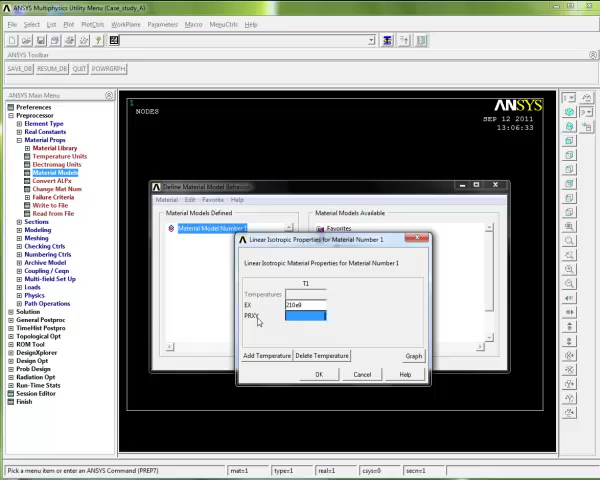 ANSYS Multiphysics Utility Menu (Case_study_A)
File Select List Plot PlotCtrls WorkPlane Parameters Macro MenuCtrls Help
ANSYS Toolbar
SAVE_DB RESUM_DB QUIT POWRGRPH
ANSYS Main Menu
Preferences
Preprocessor
Element Type
Real Constants
Material Props
Material Library
Temperature Units
Electromag Units
Material Models
Convert ALPx
Change Mat Num
Failure Criteria
Write to File
Read from File
Sections
Modeling
Meshing
Checking Ctrls
Numbering Ctrls
Archive Model
Coupling / Ceqn
Multi-field Set Up
Loads
Physics
Path Operations
Solution
General Postproc
TimeHist Postpro
Topological Opt
ROM Tool
DesignXplorer
Design Opt
Prob Design
Radiation Opt
Run-Time Stats
Session Editor
Finish
1
NODES
ANSYS
SEP 12 2011
13:06:33
Define Material Model Behavior
Material Edit Favorite Help
Material Models Defined
Material Model Number 1
Material Models Available
Favorites
Linear Isotropic Properties for Material Number 1
Linear Isotropic Material Properties for Material Number 1
T1
Temperatures
EX 210e9
PRXY
Add Temperature Delete Temperature Graph
OK Cancel Help
Pick a menu item or enter an ANSYS Command (PREP7) mat=1 type=1 real=1 csys=0 secn=1